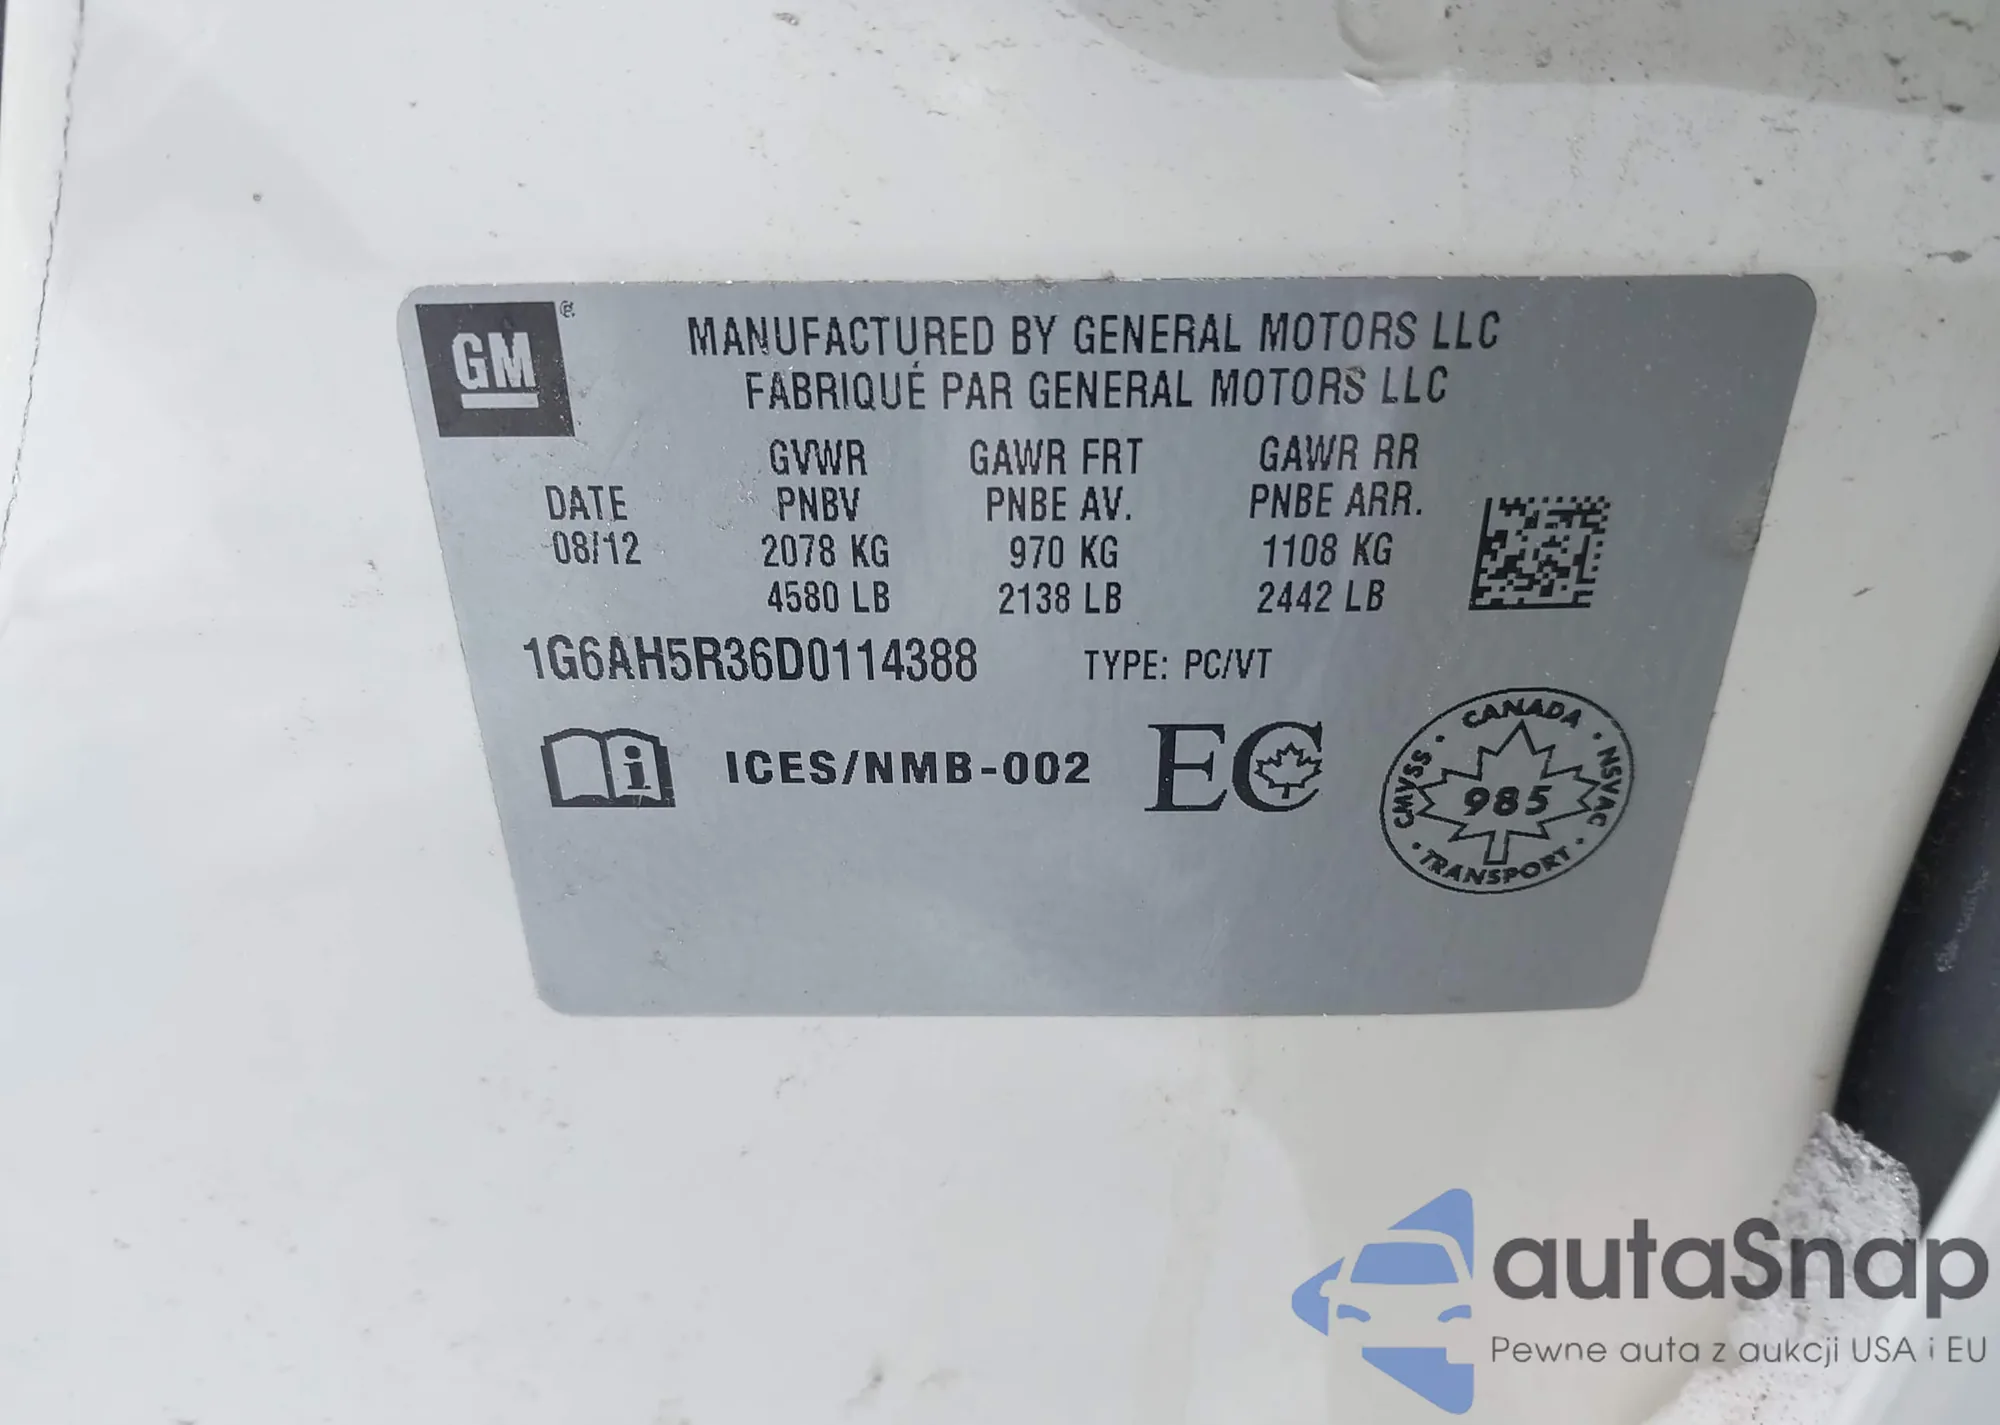 GM
MANUFACTURED BY GENERAL MOTORS LLC
FABRIQUÉ PAR GENERAL MOTORS LLC
GVWR GAWR FRT GAWR RR
DATE PNBV PNBE AV. PNBE ARR.
08/12 2078 KG 970 KG 1108 KG
4580 LB 2138 LB 2442 LB
1G6AH5R36D0114388 TYPE: PC/VT
i ICES/NMB-002 EC
CANADA · NSVAC · TRANSPORT · CMVSS ·
985
autaSnap
Pewne auta z aukcji USA i EU